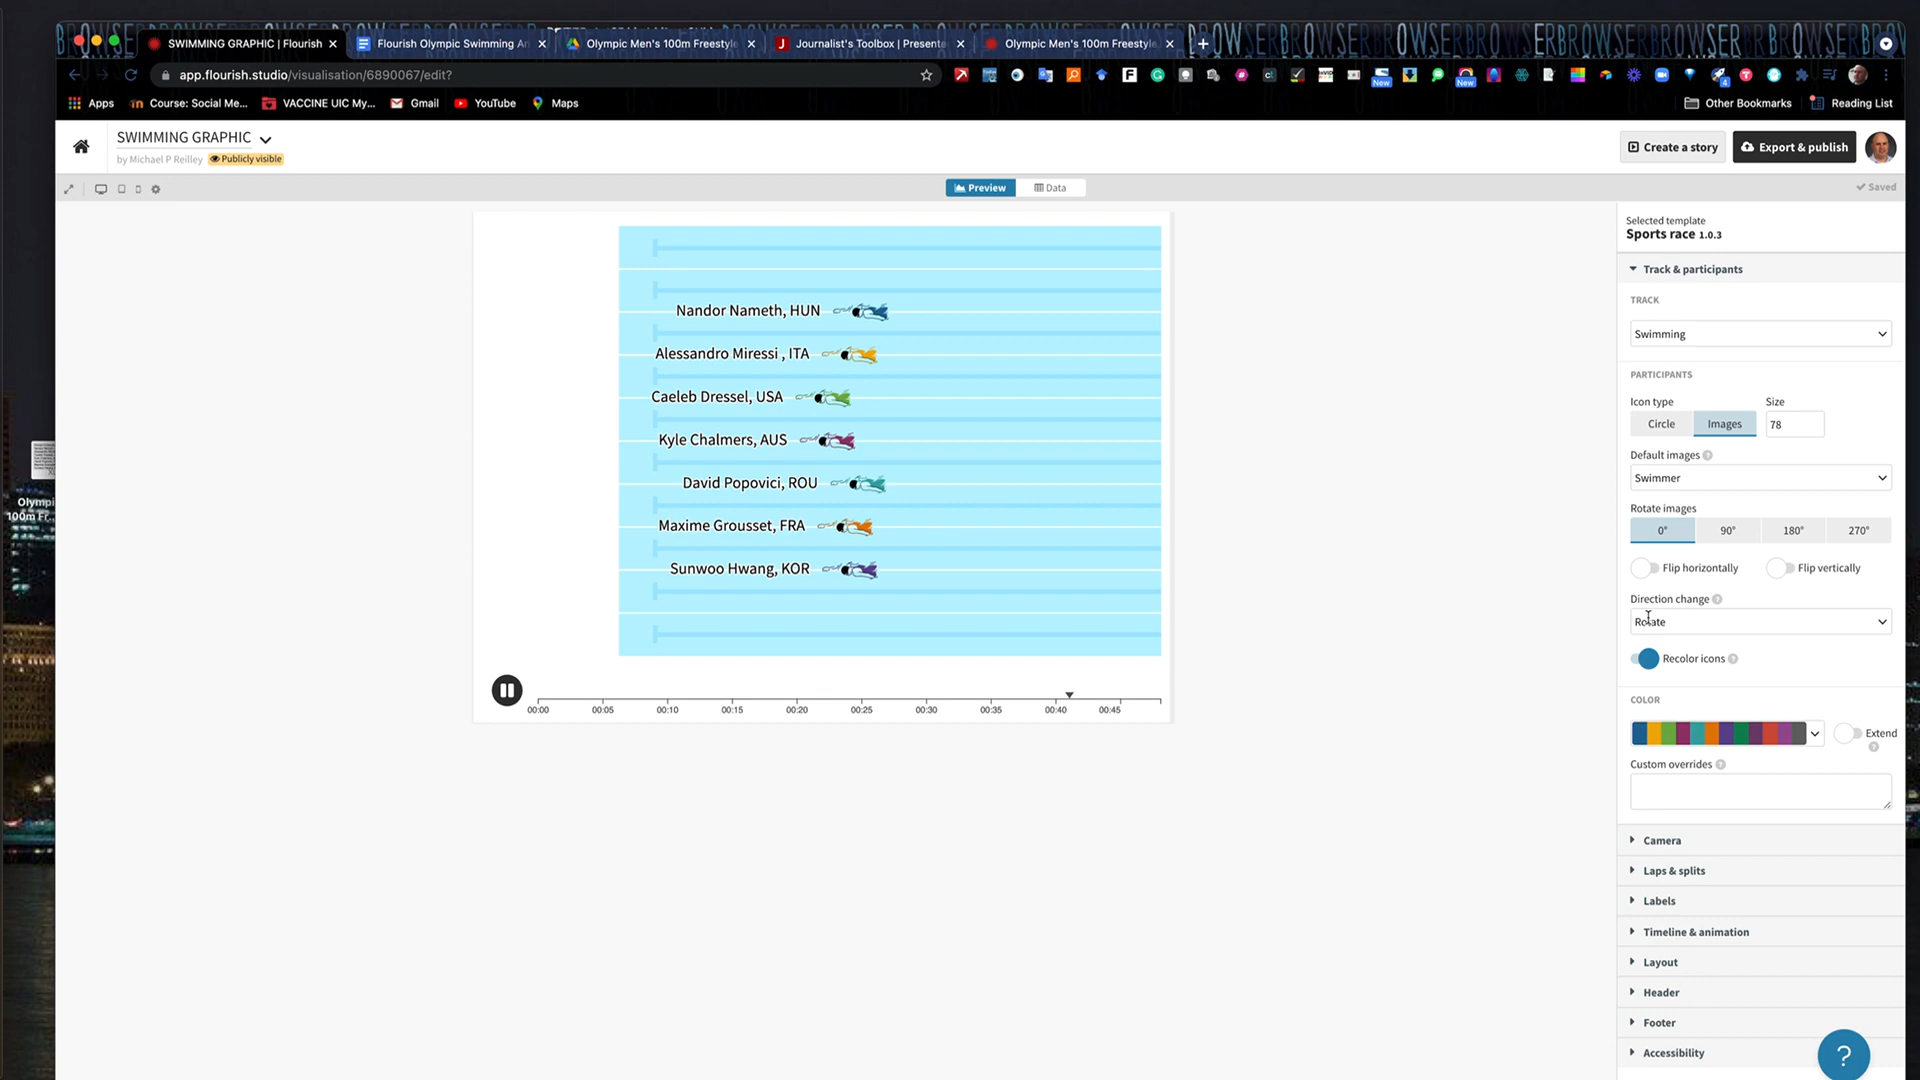 SWIMMING GRAPHIC | Flourish
Flourish Olympic Swimming An
Olympic Men's 100m Freestyle
Journalist's Toolbox | Presente
Olympic Men's 100m Freestyle
app.flourish.studio/visualisation/6890067/edit?
Apps
Course: Social Me...
VACCINE UIC My...
Gmail
YouTube
Maps
Other Bookmarks
Reading List
SWIMMING GRAPHIC
by Michael P Reilley
Publicly visible
Create a story
Export & publish
Preview
Data
Saved
Selected template
Sports race 1.0.3
Track & participants
TRACK
Swimming
PARTICIPANTS
Icon type
Size
Circle
Images
78
Default images
Swimmer
Rotate images
0°
90°
180°
270°
Flip horizontally
Flip vertically
Direction change
Rotate
Recolor icons
COLOR
Extend
Custom overrides
Camera
Laps & splits
Labels
Timeline & animation
Layout
Header
Footer
Accessibility
?
Nandor Nameth, HUN
Alessandro Miressi , ITA
Caeleb Dressel, USA
Kyle Chalmers, AUS
David Popovici, ROU
Maxime Grousset, FRA
Sunwoo Hwang, KOR
00:00
00:05
00:10
00:15
00:20
00:25
00:30
00:35
00:40
00:45
Olympi
100m Fr...